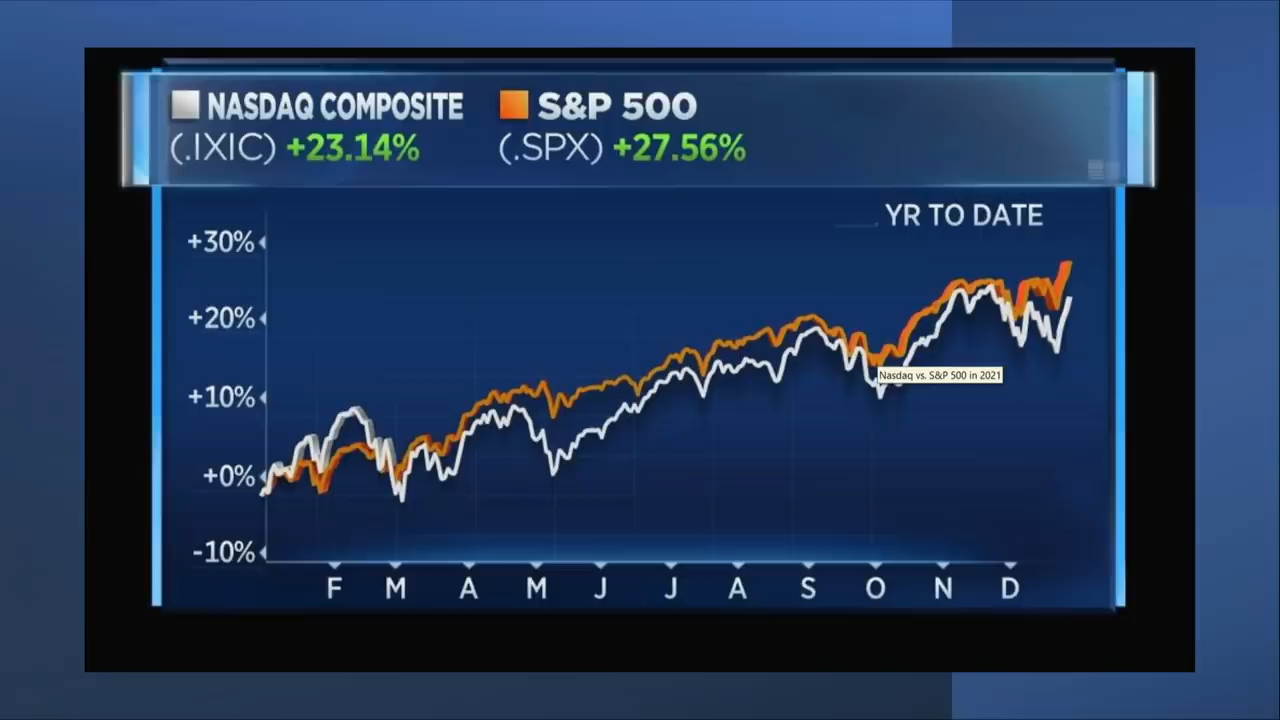 NASDAQ COMPOSITE
(.IXIC) +23.14%
S&P 500
(.SPX) +27.56%
YR TO DATE
+30%
+20%
+10%
+0%
-10%
Nasdaq vs. S&P 500 in 2021
F M A M J J A S O N D